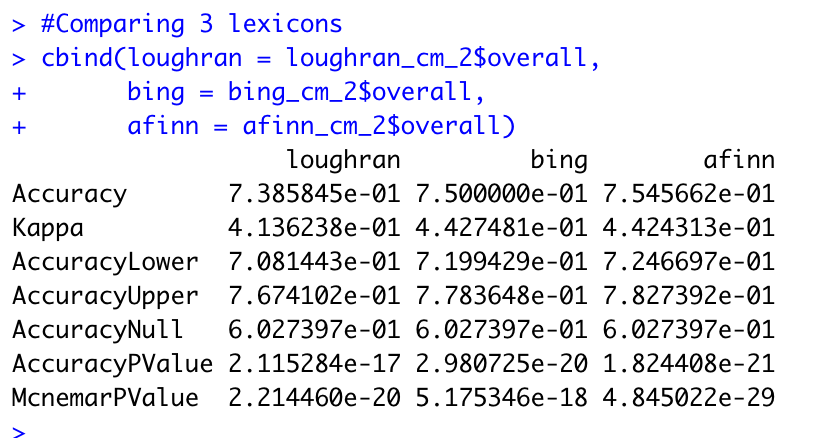 > #Comparing 3 lexicons
> cbind(loughran = loughran_cm_2$overall,
+       bing = bing_cm_2$overall,
+       afinn = afinn_cm_2$overall)
                   loughran         bing        afinn
Accuracy       7.385845e-01 7.500000e-01 7.545662e-01
Kappa          4.136238e-01 4.427481e-01 4.424313e-01
AccuracyLower  7.081443e-01 7.199429e-01 7.246697e-01
AccuracyUpper  7.674102e-01 7.783648e-01 7.827392e-01
AccuracyNull   6.027397e-01 6.027397e-01 6.027397e-01
AccuracyPValue 2.115284e-17 2.980725e-20 1.824408e-21
McnemarPValue  2.214460e-20 5.175346e-18 4.845022e-29
>